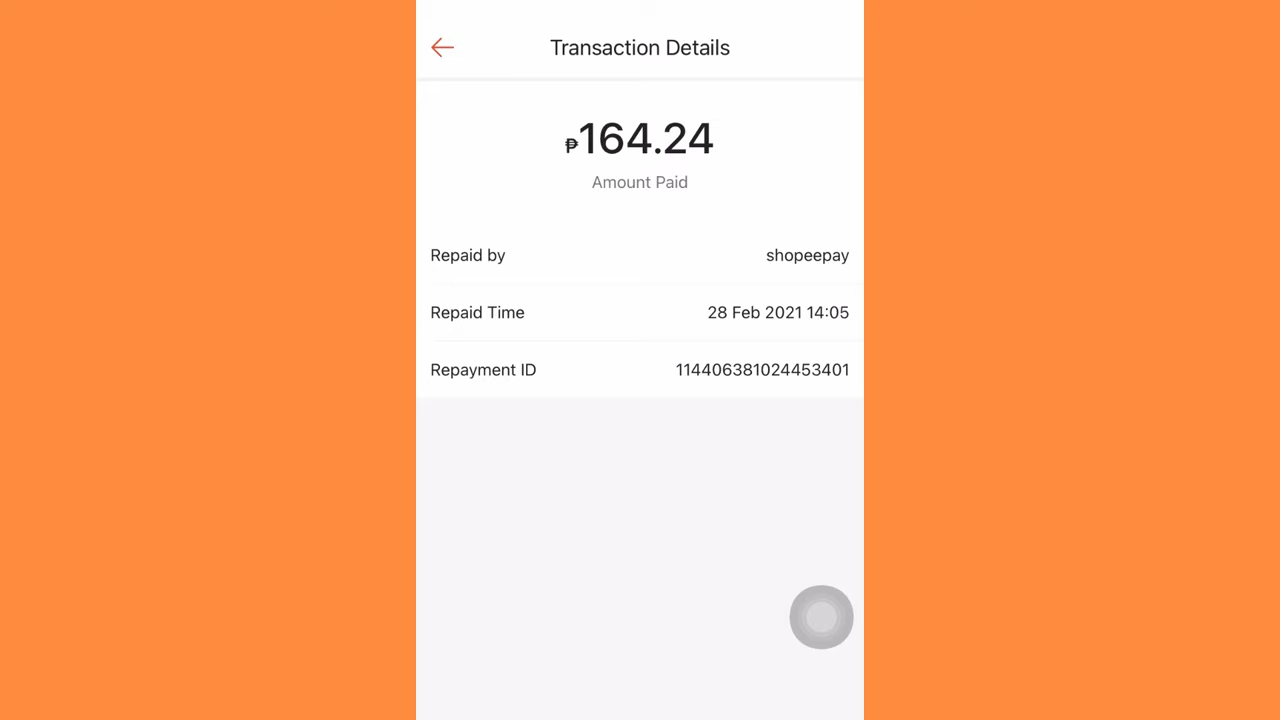 Transaction Details
₱164.24
Amount Paid
Repaid by shopeepay
Repaid Time 28 Feb 2021 14:05
Repayment ID 114406381024453401